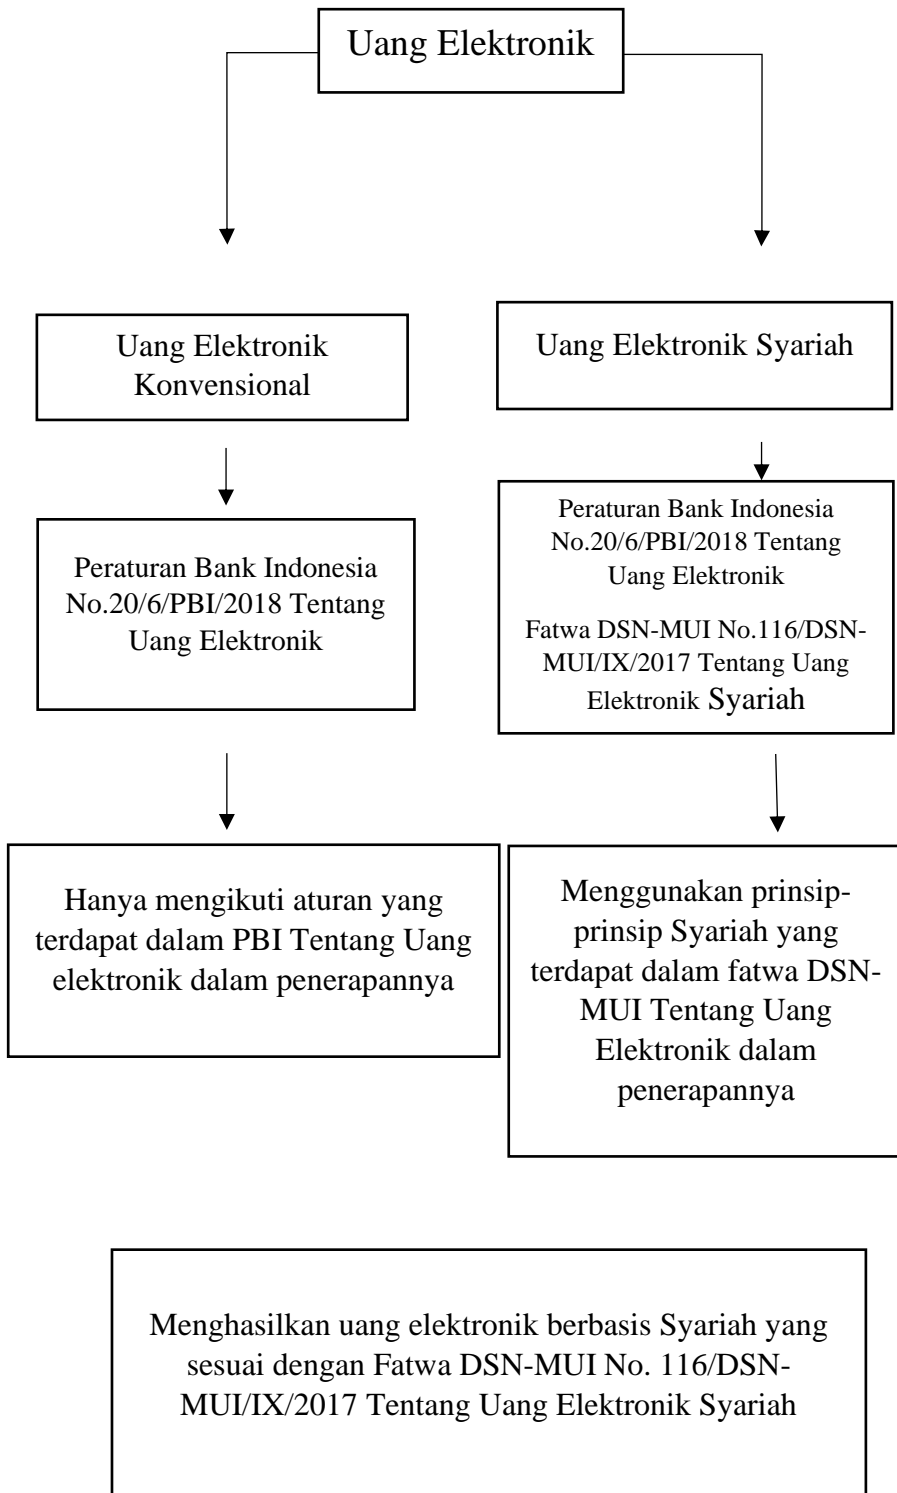 Uang Elektronik
Uang Elektronik
Konvensional
Uang Elektronik Syariah
Peraturan Bank Indonesia
No.20/6/PBI/2018 Tentang
Uang Elektronik
Peraturan Bank Indonesia
No.20/6/PBI/2018 Tentang
Uang Elektronik
Fatwa DSN-MUI No.116/DSN-
MUI/IX/2017 Tentang Uang
Elektronik Syariah
Hanya mengikuti aturan yang
terdapat dalam PBI Tentang Uang
elektronik dalam penerapannya
Menggunakan prinsip-
prinsip Syariah yang
terdapat dalam fatwa DSN-
MUI Tentang Uang
Elektronik dalam
penerapannya
Menghasilkan uang elektronik berbasis Syariah yang
sesuai dengan Fatwa DSN-MUI No. 116/DSN-
MUI/IX/2017 Tentang Uang Elektronik Syariah